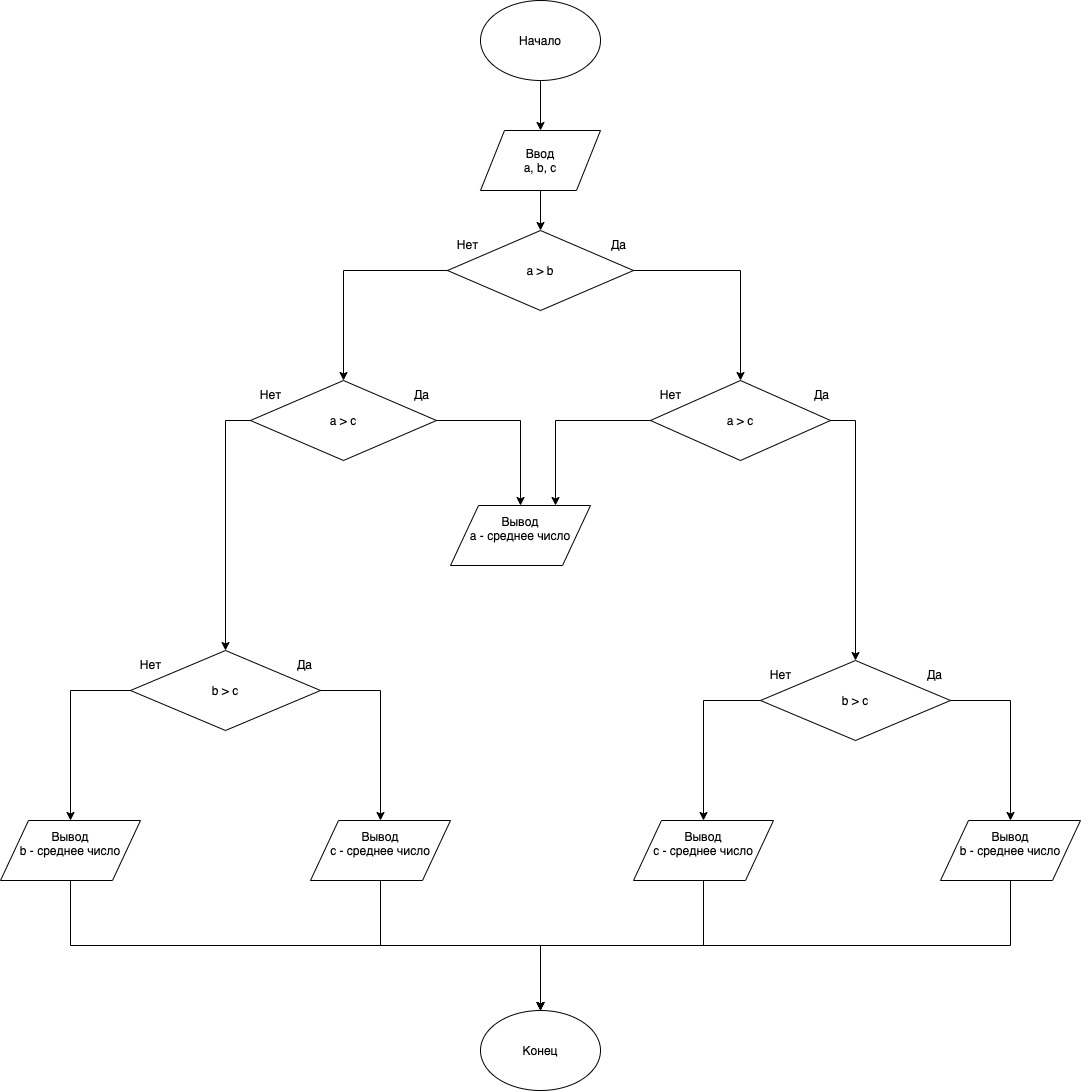 Начало
Ввод
a, b, c
Нет
Да
a > b
Нет
Да
Нет
Да
a > c
a > c
Вывод
a - среднее число
Нет
Да
Нет
Да
b > c
b > c
Вывод
b - среднее число
Вывод
c - среднее число
Вывод
c - среднее число
Вывод
b - среднее число
Конец